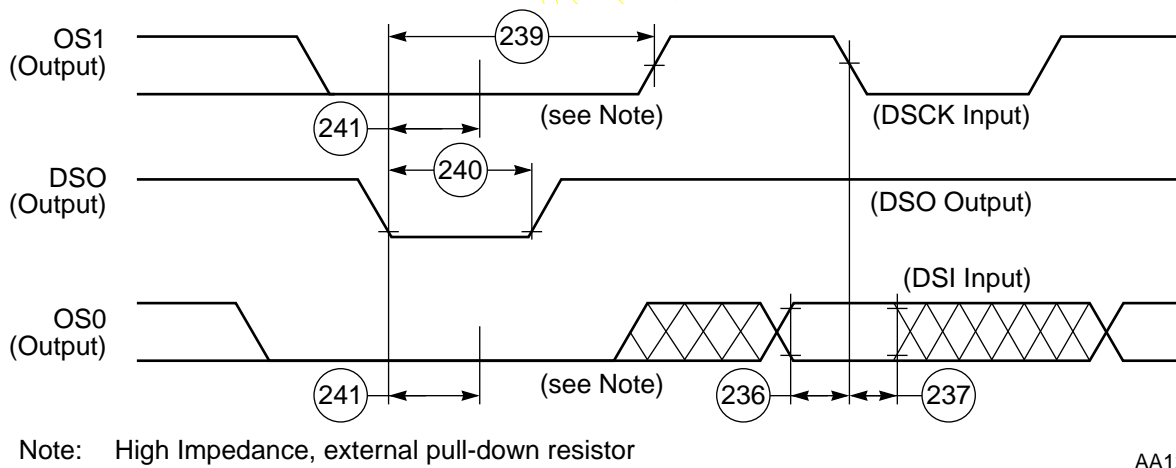 OS1
(Output)
239
241
(see Note)
(DSCK Input)
DSO
(Output)
240
(DSO Output)
(DSI Input)
OS0
(Output)
241
(see Note)
236
237
Note: High Impedance, external pull-down resistor
AA1